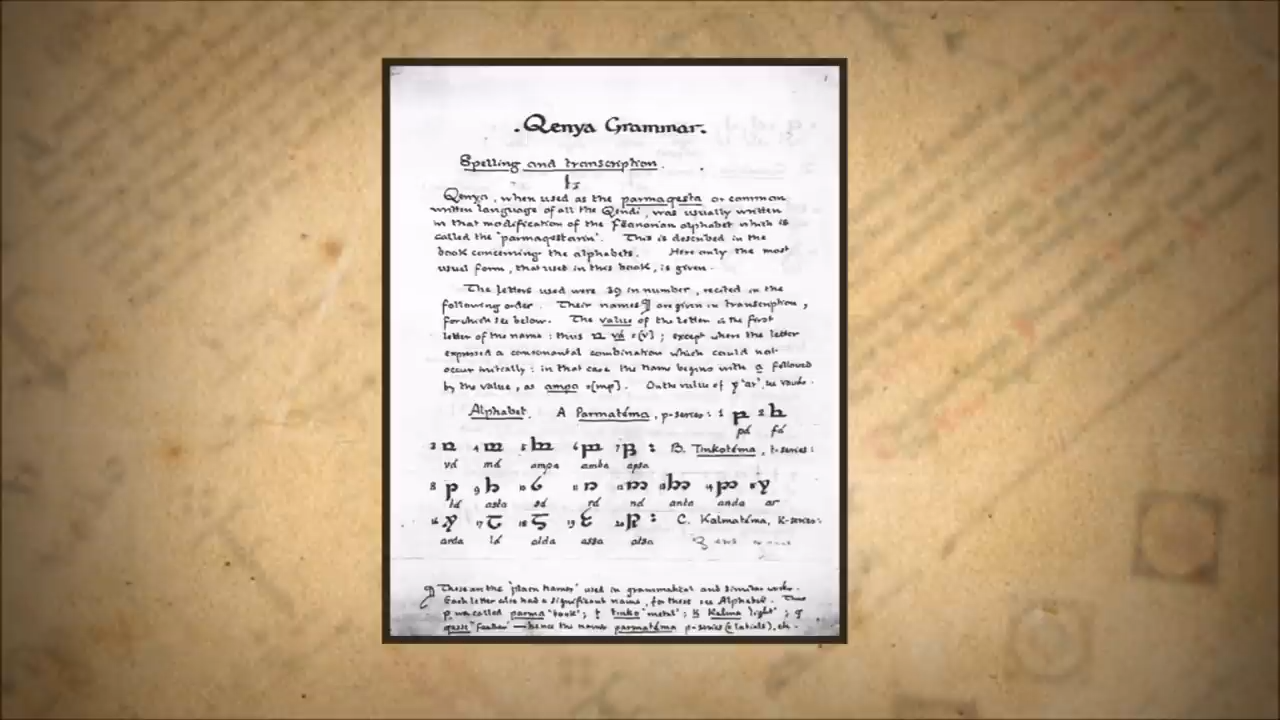 . Qenya Grammar.
Spelling and transcription.
Qenya, when used as the parmaqesta or common
written language of all the Qendi, was usually written
in that modification of the Fëanorian alphabet which is
called the "parmaqestarin". This is described in the
book concerning the alphabets. Here only the most
usual form, that used in this book, is given.
The letters used were 39 in number, recited in the
following order. Their names¶ are given in transcription,
for which see below. The value of the letter is the first
letter of the name: thus vá =[v]; except where the letter
expressed a consonantal combination which could not
occur initially: in that case the name begins with a followed
by the value, as ampa =[mp]. On the value of "ar", see
Alphabet. A Parmatéma, p-series: 1 2
pá fá
3 4 5 6 7 : B. Tinkotéma, t-series:
vá má ampa amba apsa
8 9 10 11 12 13 14 15
tá asta sá rá ná anta anda ar
16 17 18 19 20 : C. Kalmatéma, k-series:
arda lá alda assa atsa
¶ These are the "plain names" used in grammatical and similar works.
Each letter also had a significant name, for these see Alphabet. Thus
p was called parma "book"; t tinko "metal"; k kalma "light"; q
qesse "feather" — hence the names parmatéma p-series (& labials), etc.